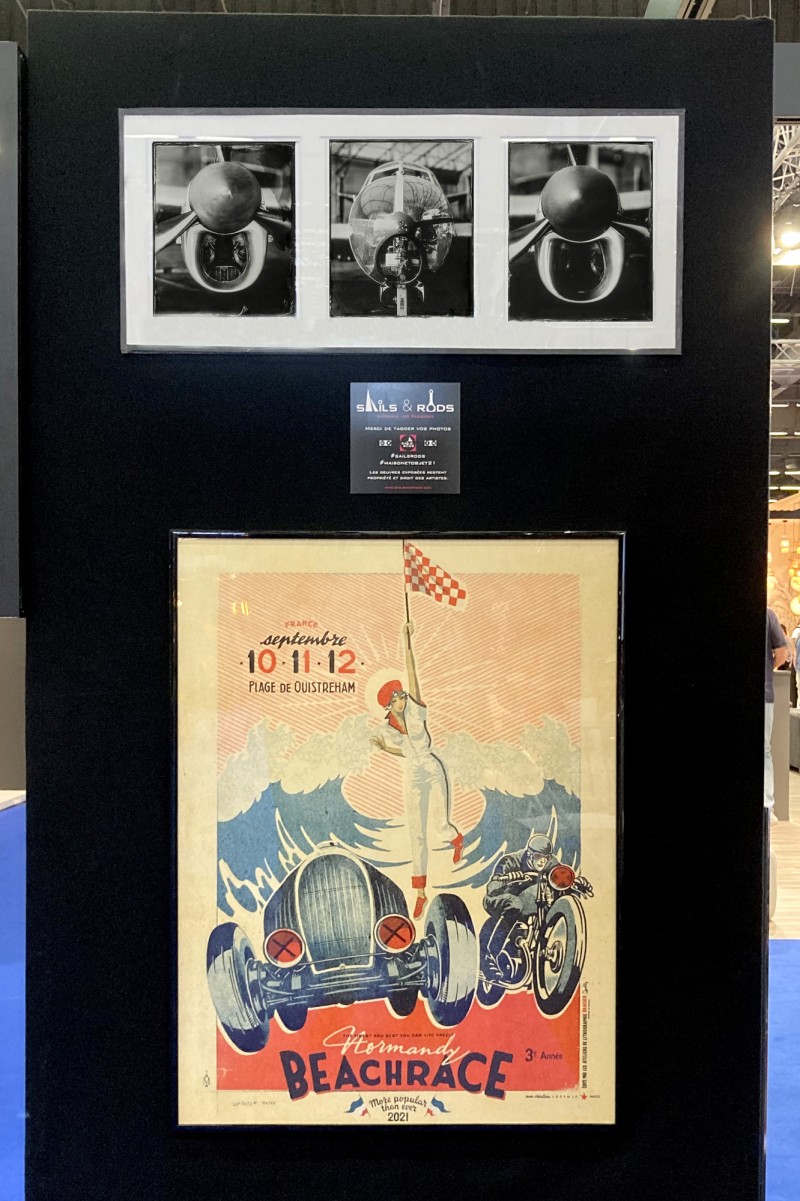 SAILS & RODS
MERCI DE TAGGER VOS PHOTOS
#SAILSRODS
#MAISONETOBJET21
LES OEUVRES EXPOSÉES RESTENT
PROPRIÉTÉ ET DROIT DES ARTISTES.
FRANCE
septembre
·10·11·12·
PLAGE DE OUISTREHAM
Normandy
BEACHRACE
3e Année
More popular
than ever
2021